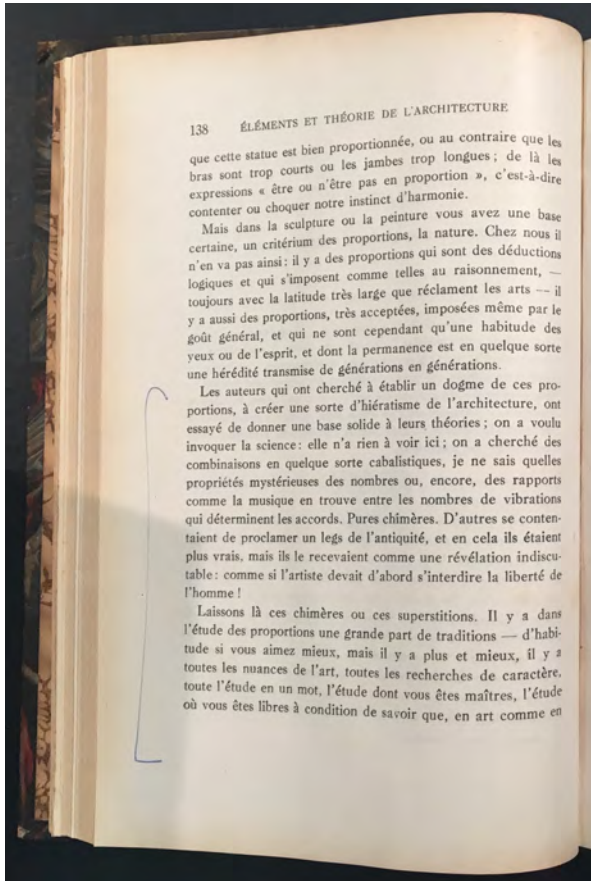 138 ÉLÉMENTS ET THÉORIE DE L'ARCHITECTURE
que cette statue est bien proportionnée, ou au contraire que les
bras sont trop courts ou les jambes trop longues ; de là les
expressions « être ou n'être pas en proportion », c'est-à-dire
contenter ou choquer notre instinct d'harmonie.
Mais dans la sculpture ou la peinture vous avez une base
certaine, un critérium des proportions, la nature. Chez nous il
n'en va pas ainsi : il y a des proportions qui sont des déductions
logiques et qui s'imposent comme telles au raisonnement, —
toujours avec la latitude très large que réclament les arts — il
y a aussi des proportions, très acceptées, imposées même par le
goût général, et qui ne sont cependant qu'une habitude des
yeux ou de l'esprit, et dont la permanence est en quelque sorte
une hérédité transmise de générations en générations.
Les auteurs qui ont cherché à établir un dogme de ces pro-
portions, à créer une sorte d'hiératisme de l'architecture, ont
essayé de donner une base solide à leurs théories ; on a voulu
invoquer la science : elle n'a rien à voir ici ; on a cherché des
combinaisons en quelque sorte cabalistiques, je ne sais quelles
propriétés mystérieuses des nombres ou, encore, des rapports
comme la musique en trouve entre les nombres de vibrations
qui déterminent les accords. Pures chimères. D'autres se conten-
taient de proclamer un legs de l'antiquité, et en cela ils étaient
plus vrais, mais ils le recevaient comme une révélation indiscu-
table : comme si l'artiste devait d'abord s'interdire la liberté de
l'homme !
Laissons là ces chimères ou ces superstitions. Il y a dans
l'étude des proportions une grande part de traditions — d'habi-
tude si vous aimez mieux, mais il y a plus et mieux, il y a
toutes les nuances de l'art, toutes les recherches de caractère,
toute l'étude en un mot, l'étude dont vous êtes maîtres, l'étude
où vous êtes libres à condition de savoir que, en art comme en